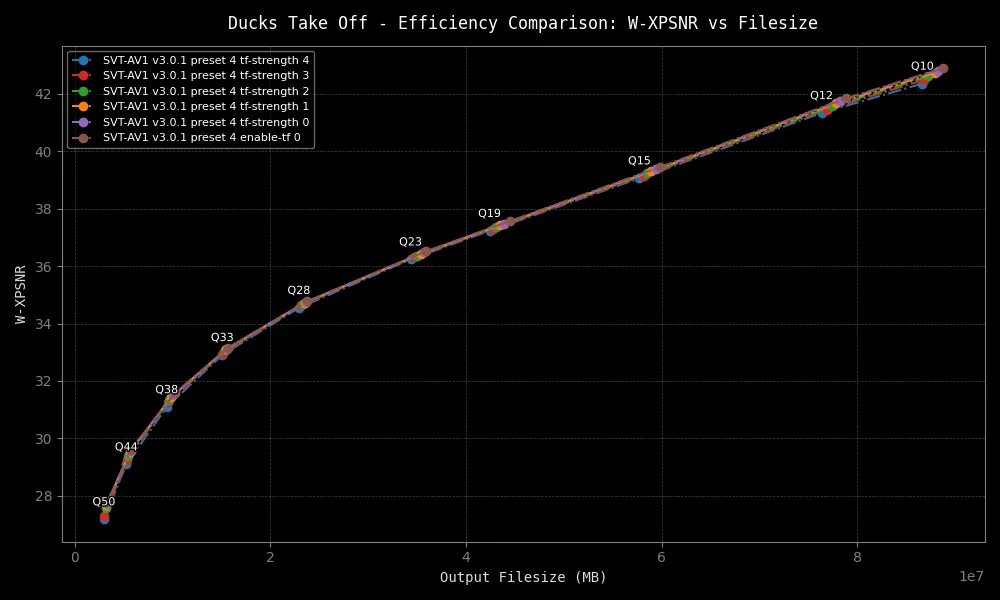 Ducks Take Off - Efficiency Comparison: W-XPSNR vs Filesize
SVT-AV1 v3.0.1 preset 4 tf-strength 4
SVT-AV1 v3.0.1 preset 4 tf-strength 3
SVT-AV1 v3.0.1 preset 4 tf-strength 2
SVT-AV1 v3.0.1 preset 4 tf-strength 1
SVT-AV1 v3.0.1 preset 4 tf-strength 0
SVT-AV1 v3.0.1 preset 4 enable-tf 0
Q10
Q12
Q15
Q19
Q23
Q28
Q33
Q38
Q44
Q50
42
40
38
36
34
32
30
28
W-XPSNR
0
2
4
6
8
1e7
Output Filesize (MB)